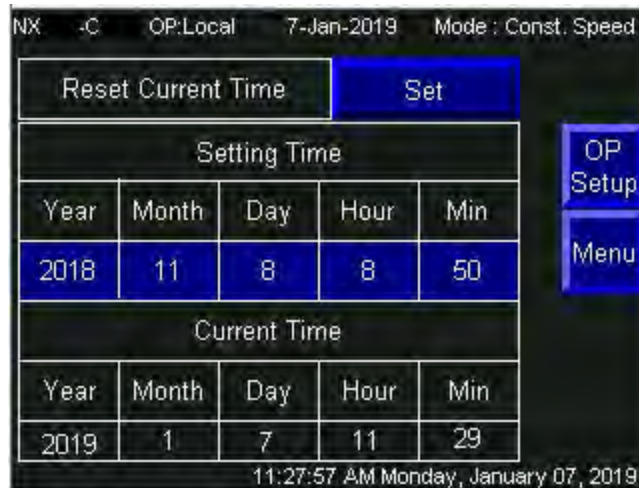 NX -C OP:Local 7-Jan-2019 Mode : Const. Speed
Reset Current Time Set
Setting Time
Year Month Day Hour Min
2018 11 8 8 50
Current Time
Year Month Day Hour Min
2019 1 7 11 29
OP
Setup
Menu
11:27:57 AM Monday, January 07, 2019